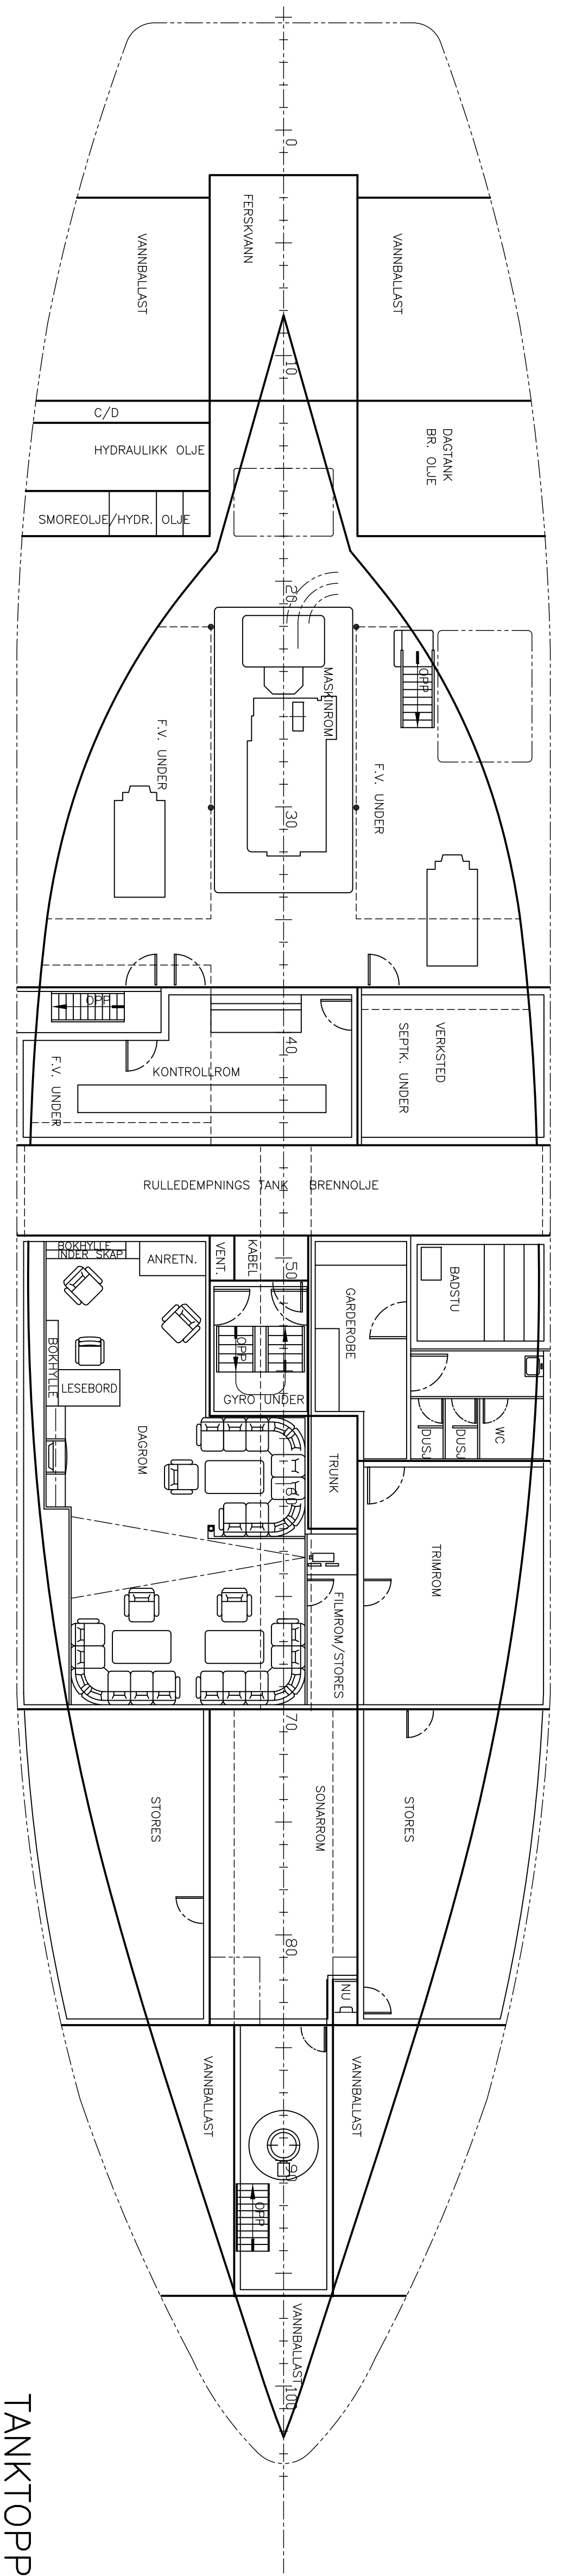 0
FERSKVANN
VANNBALLAST
VANNBALLAST
10
C/D
HYDRAULIKK OLJE
SMOREOLJE/HYDR. OLJE
DAGTANK
BR. OLJE
20
MASKINROM
OPP
F.V. UNDER
F.V. UNDER
30
OPP
40
KONTROLLROM
F.V. UNDER
VERKSTED
SEPTK. UNDER
RULLEDEMPNINGS TANK
BRENNOLJE
BOKHYLLE
INDER SKAP
ANRETN.
VENT.
KABEL
50
GARDEROBE
BADSTU
OPP
BOKHYLLE
LESEBORD
GYRO UNDER
DUSJ
DUSJ
WC
DAGROM
TRUNK
60
TRIMROM
FILMROM/STORES
70
STORES
SONARROM
STORES
80
NU
VANNBALLAST
VANNBALLAST
90
OPP
VANNBALLAST
100
TANKTOPP